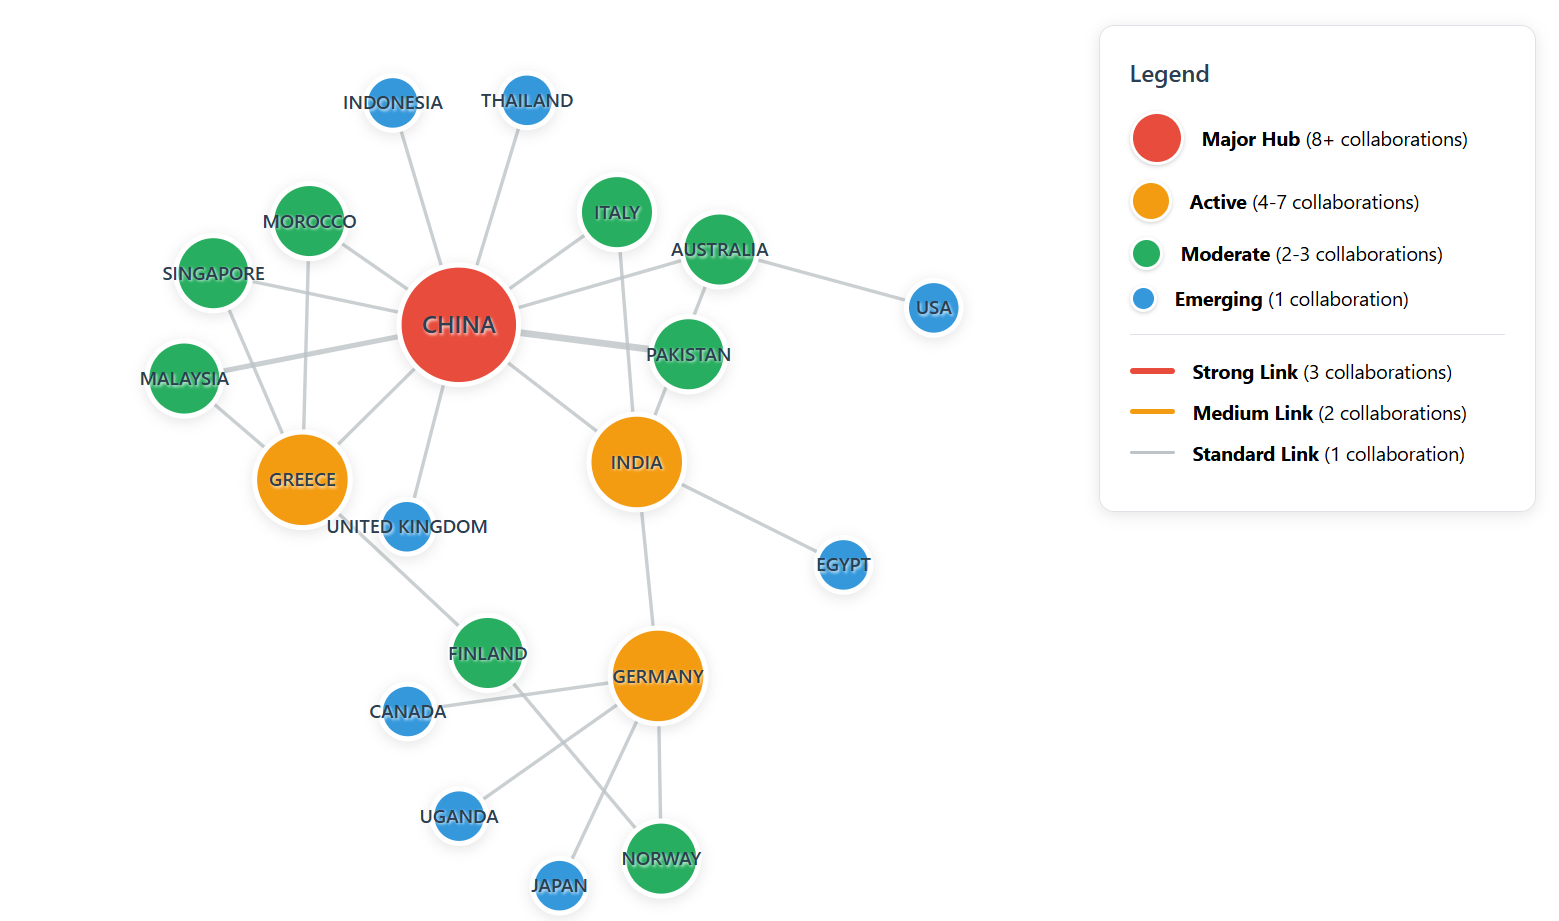 INDONESIA
THAILAND
MOROCCO
ITALY
SINGAPORE
AUSTRALIA
CHINA
USA
PAKISTAN
MALAYSIA
GREECE
INDIA
UNITED KINGDOM
EGYPT
FINLAND
GERMANY
CANADA
UGANDA
NORWAY
JAPAN
Legend
Major Hub (8+ collaborations)
Active (4-7 collaborations)
Moderate (2-3 collaborations)
Emerging (1 collaboration)
Strong Link (3 collaborations)
Medium Link (2 collaborations)
Standard Link (1 collaboration)